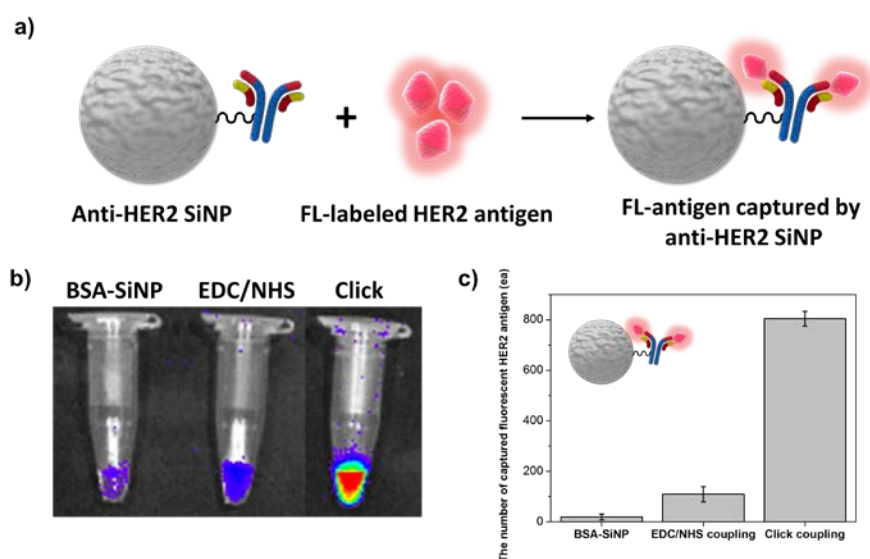 a)
+
Anti-HER2 SiNP
FL-labeled HER2 antigen
FL-antigen captured by
anti-HER2 SiNP
b)
BSA-SiNP
EDC/NHS
Click
c)
The number of captured fluorescent HER2 antigen (ea)
800
600
400
200
0
BSA-SiNP
EDC/NHS coupling
Click coupling